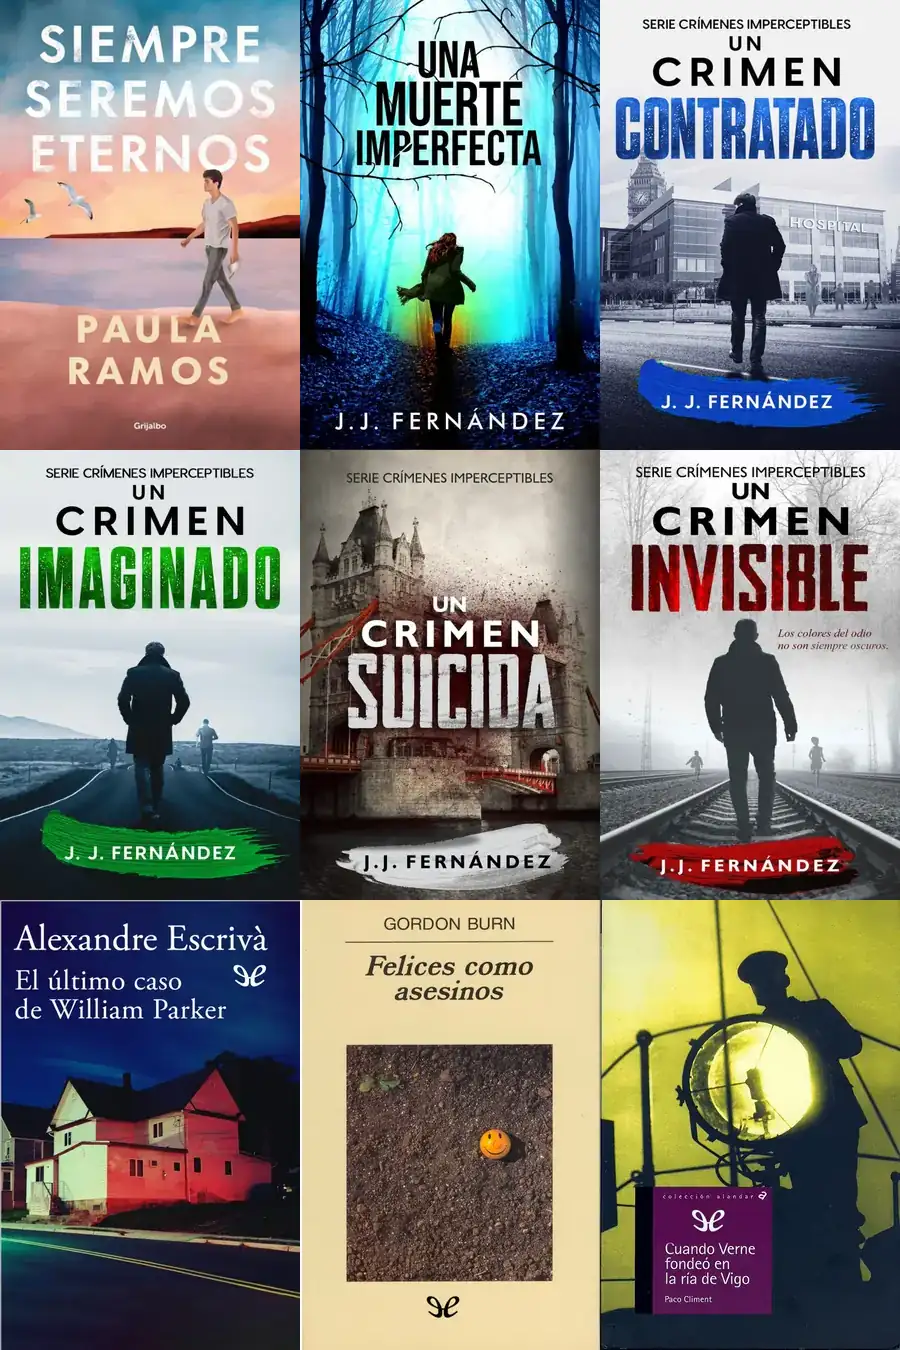 SIEMPRE
SEREMOS
ETERNOS
PAULA
RAMOS
Grijalbo
UNA
MUERTE
IMPERFECTA
J.J. FERNÁNDEZ
SERIE CRÍMENES IMPERCEPTIBLES
UN
CRIMEN
CONTRATADO
HOSPITAL
J. J. FERNÁNDEZ
SERIE CRÍMENES IMPERCEPTIBLES
UN
CRIMEN
IMAGINADO
J. J. FERNÁNDEZ
SERIE CRÍMENES IMPERCEPTIBLES
UN
CRIMEN
SUICIDA
J.J. FERNÁNDEZ
SERIE CRÍMENES IMPERCEPTIBLES
UN
CRIMEN
INVISIBLE
Los colores del odio
no son siempre oscuros.
J.J. FERNÁNDEZ
Alexandre Escrivà
El último caso
de William Parker
GORDON BURN
Felices como
asesinos
colección alandar
Cuando Verne
fondeó en
la ría de Vigo
Paco Climent